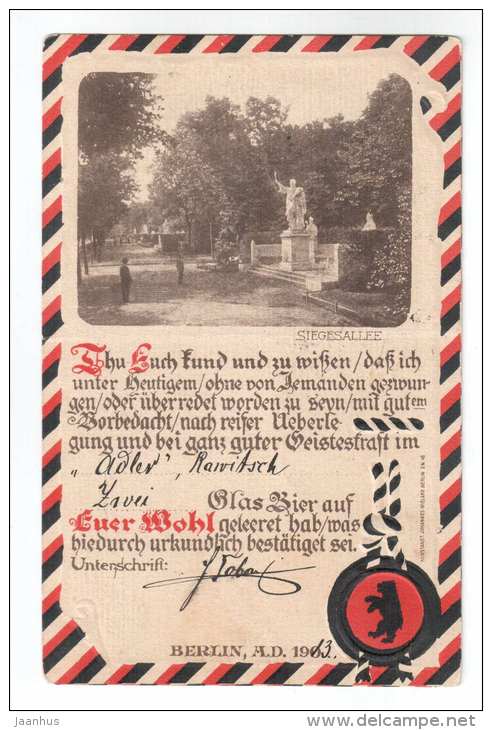 SIEGESALLEE
Thu Euch kund und zu wißen/daß ich
unter Heutigem/ohne von Jemanden gezwun-
gen/oder überredet worden zu seyn/mit gutem
Vorbedacht/nach reifer Ueberle-
gung und bei ganz guter Geisteskraft im
„Adler", Rawitsch
Zwei Glas Bier auf
Euer Wohl geleeret hab/was
hiedurch urkundlich bestätiget sei.
Unterschrift:
BERLIN, A.D. 1903.
jaanhus
www.delcampe.net